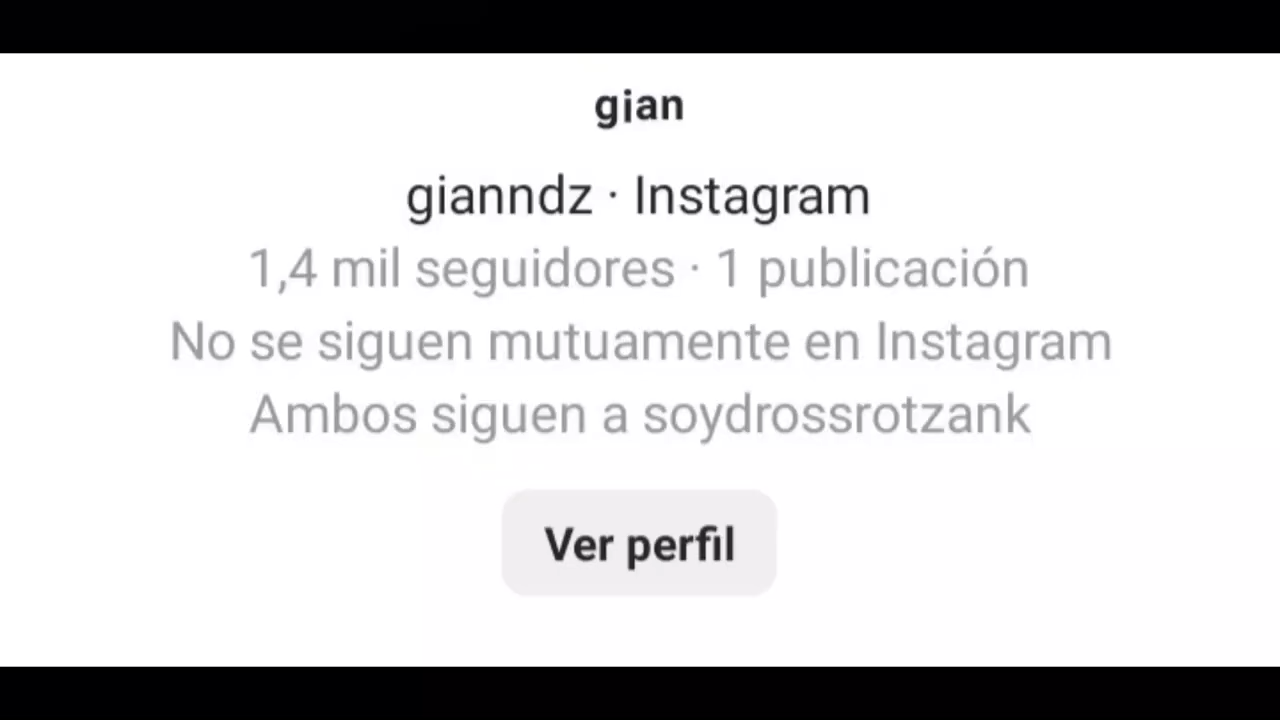 gian
gianndz · Instagram
1,4 mil seguidores · 1 publicación
No se siguen mutuamente en Instagram
Ambos siguen a soydrossrotzank
Ver perfil